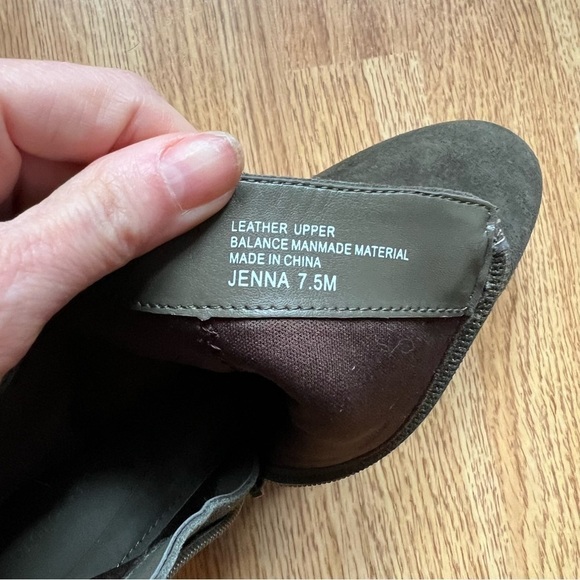 LEATHER UPPER
BALANCE MANMADE MATERIAL
MADE IN CHINA
JENNA 7.5M